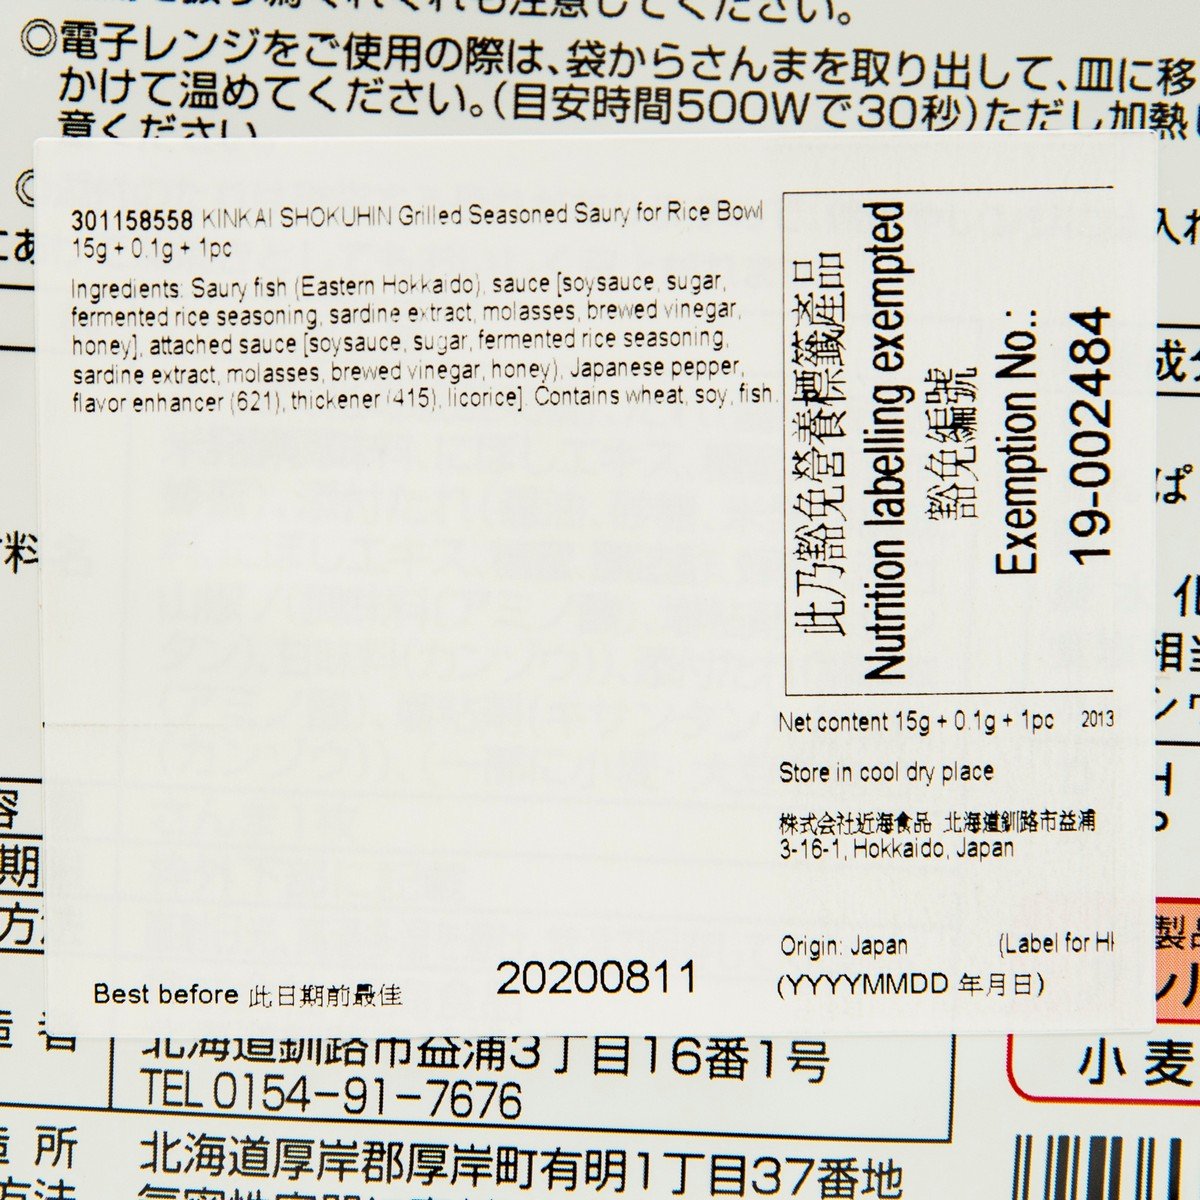 ◎電子レンジをご使用の際は、袋からさんまを取り出して、皿に移
かけて温めてください。(目安時間500Wで30秒)ただし加熱
意ください
301158558 KINKAI SHOKUHIN Grilled Seasoned Saury for Rice Bowl
15g + 0.1g + 1pc
Ingredients: Saury fish (Eastern Hokkaido), sauce [soysauce, sugar,
fermented rice seasoning, sardine extract, molasses, brewed vinegar,
honey], attached sauce [soysauce, sugar, fermented rice seasoning,
sardine extract, molasses, brewed vinegar, honey), Japanese pepper,
flavor enhancer (621), thickener (415), licorice]. Contains wheat, soy, fish.
此乃豁免營養標籤產品
Nutrition labelling exempted
豁免編號
Exemption No.:
19-002484
Net content 15g + 0.1g + 1pc 2013
Store in cool dry place
株式会社近海食品 北海道釧路市益浦
3-16-1, Hokkaido, Japan
Origin: Japan (Label for
Best before 此日期前最佳 20200811 (YYYYMMDD 年月日)
北海道釧路市益浦3丁目16番1号
TEL 0154-91-7676
小麦
所 北海道厚岸郡厚岸町有明1丁目37番地